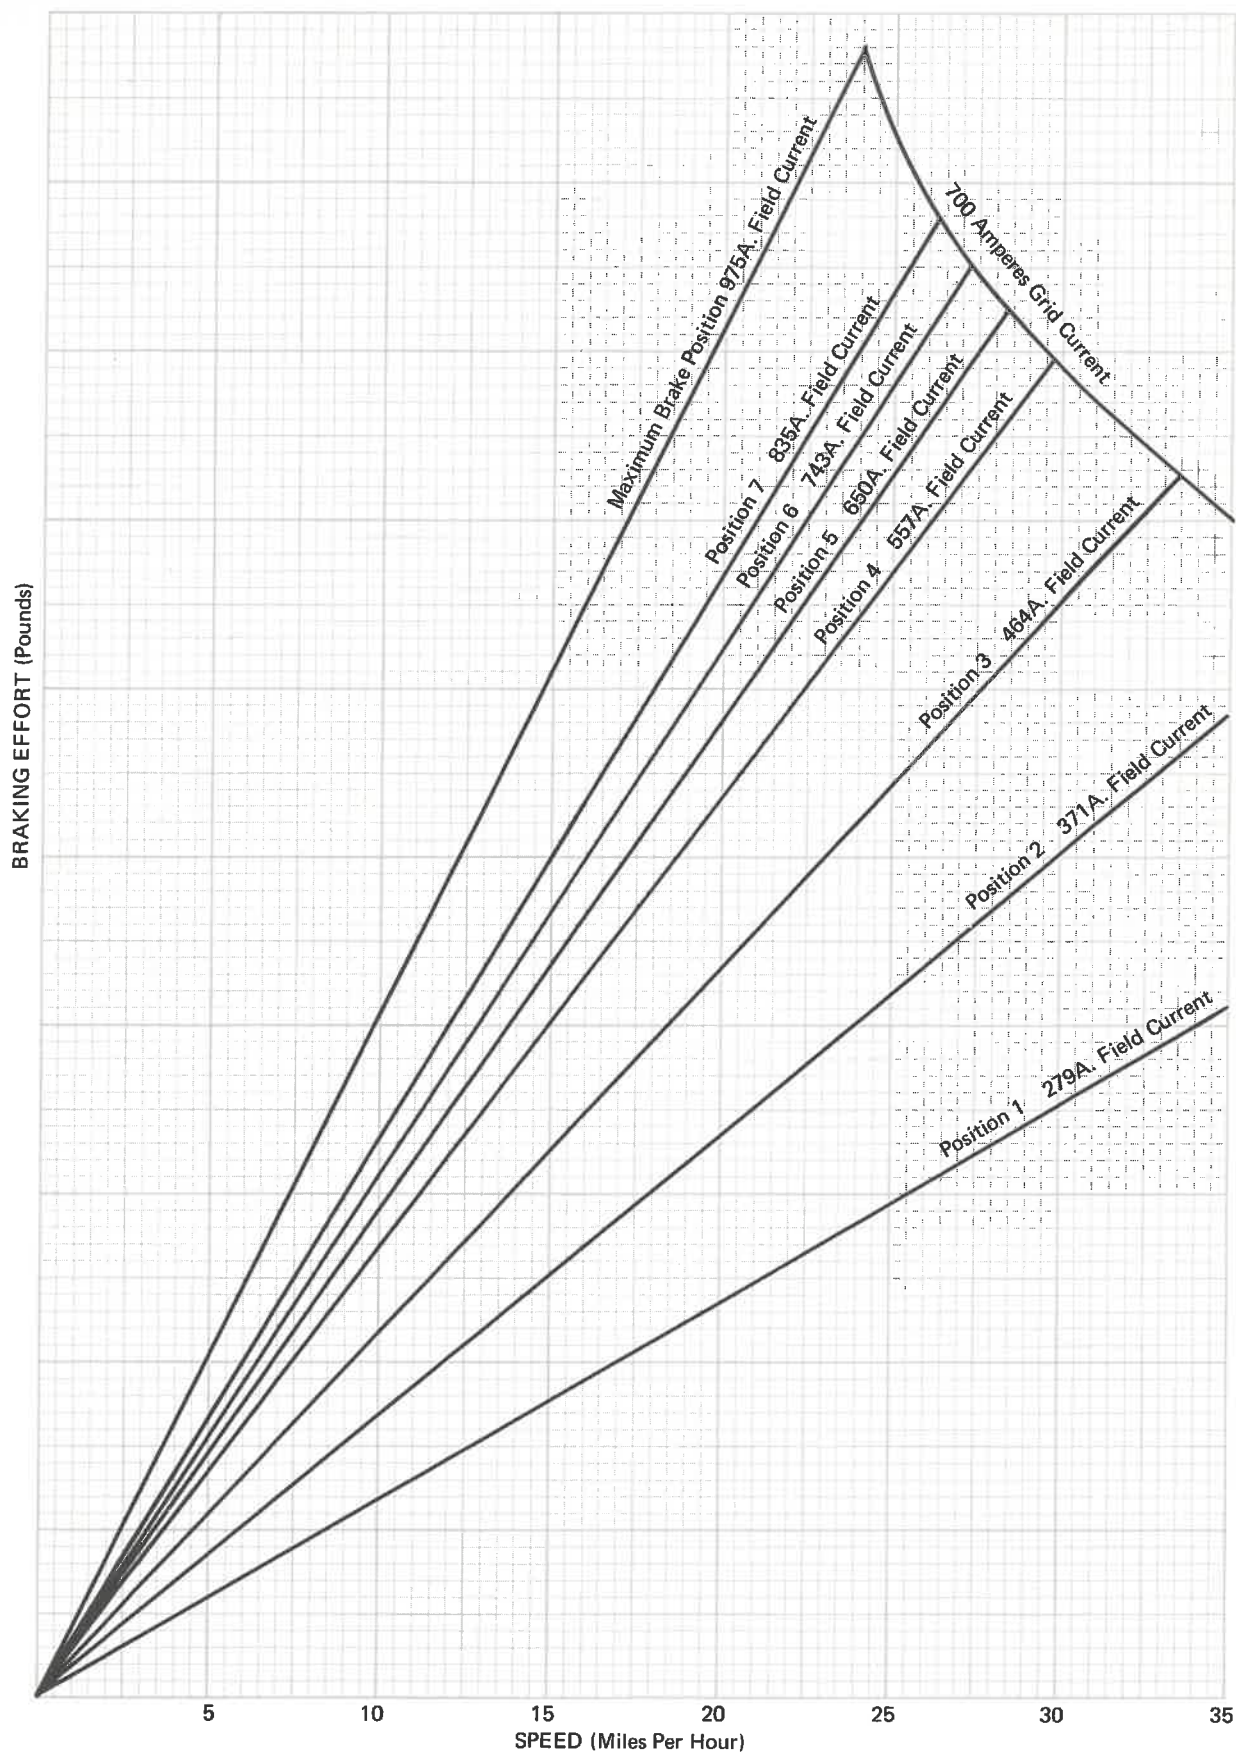 Maximum Brake Position 975A. Field Current
700 Amperes Grid Current
Position 7 835A. Field Current
Position 6 743A. Field Current
Position 5 650A. Field Current
Position 4 557A. Field Current
Position 3 464A. Field Current
Position 2 371A. Field Current
Position 1 279A. Field Current
BRAKING EFFORT (Pounds)
5 10 15 20 25 30 35
SPEED (Miles Per Hour)